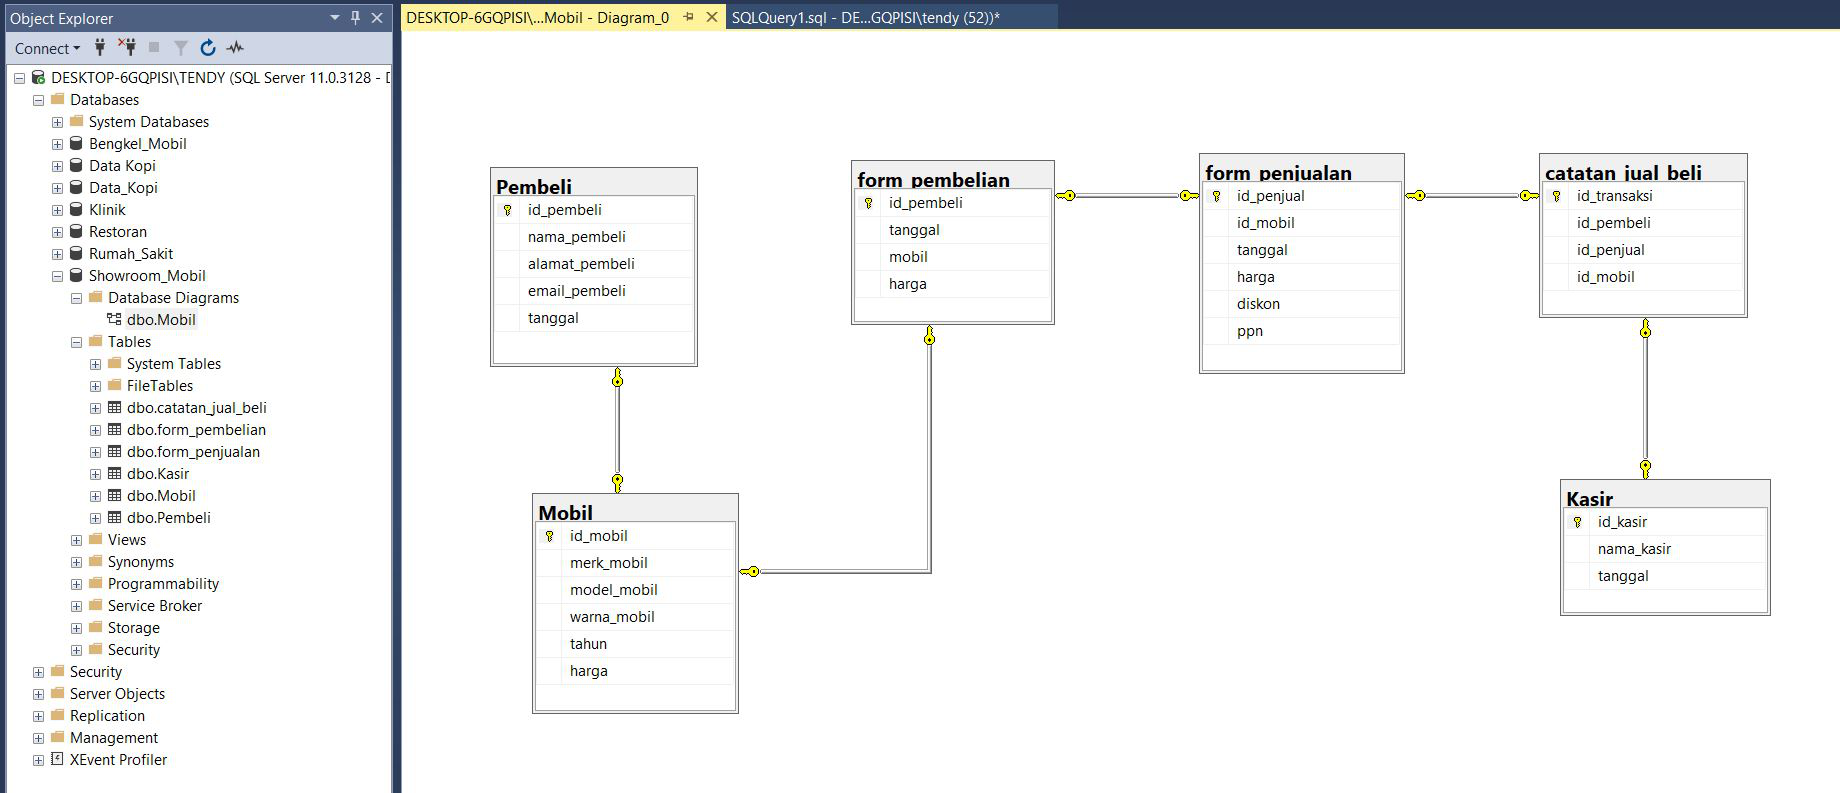 Object Explorer
Connect
DESKTOP-6GQPISI\TENDY (SQL Server 11.0.3128 - D
Databases
System Databases
Bengkel_Mobil
Data Kopi
Data_Kopi
Klinik
Restoran
Rumah_Sakit
Showroom_Mobil
Database Diagrams
dbo.Mobil
Tables
System Tables
FileTables
dbo.catatan_jual_beli
dbo.form_pembelian
dbo.form_penjualan
dbo.Kasir
dbo.Mobil
dbo.Pembeli
Views
Synonyms
Programmability
Service Broker
Storage
Security
Security
Server Objects
Replication
Management
XEvent Profiler
DESKTOP-6GQPISI\...Mobil - Diagram_0
SQLQuery1.sql - DE...GQPISI\tendy (52))*
Pembeli
id_pembeli
nama_pembeli
alamat_pembeli
email_pembeli
tanggal
Mobil
id_mobil
merk_mobil
model_mobil
warna_mobil
tahun
harga
form_pembelian
id_pembeli
tanggal
mobil
harga
form_penjualan
id_penjual
id_mobil
tanggal
harga
diskon
ppn
catatan_jual_beli
id_transaksi
id_pembeli
id_penjual
id_mobil
Kasir
id_kasir
nama_kasir
tanggal